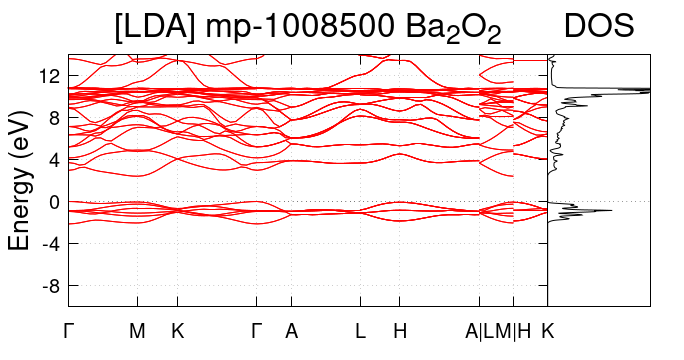 [LDA] mp-1008500 Ba₂O₂ DOS
Energy (eV)
12
8
4
0
-4
-8
Γ M K Γ A L H A|LM|H K